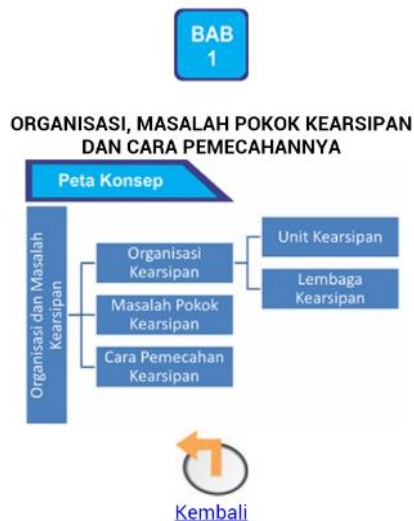 BAB
1
ORGANISASI, MASALAH POKOK KEARSIPAN
DAN CARA PEMECAHANNYA
Peta Konsep
Organisasi dan Masalah
Kearsipan
Organisasi
Kearsipan
Unit Kearsipan
Lembaga
Kearsipan
Masalah Pokok
Kearsipan
Cara Pemecahan
Kearsipan
Kembali